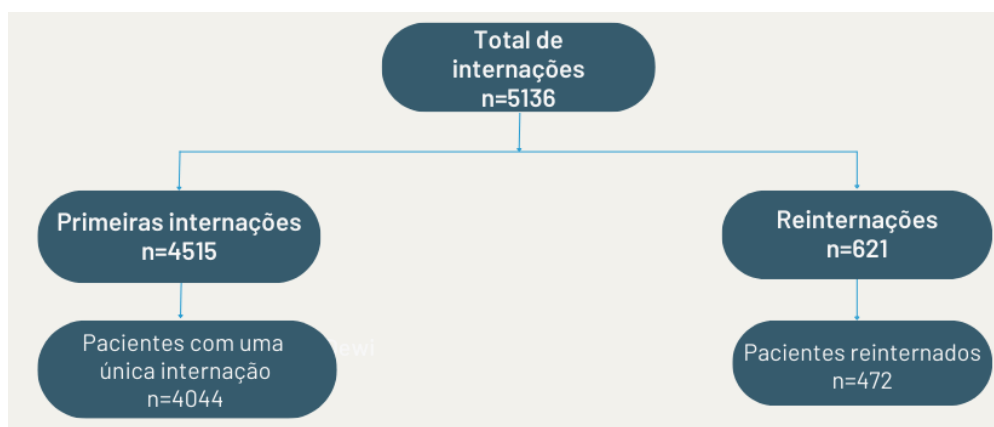 Total de
internações
n=5136
Primeiras internações
n=4515
Reinternações
n=621
Pacientes com uma
única internação
n=4044
Pacientes reinternados
n=472